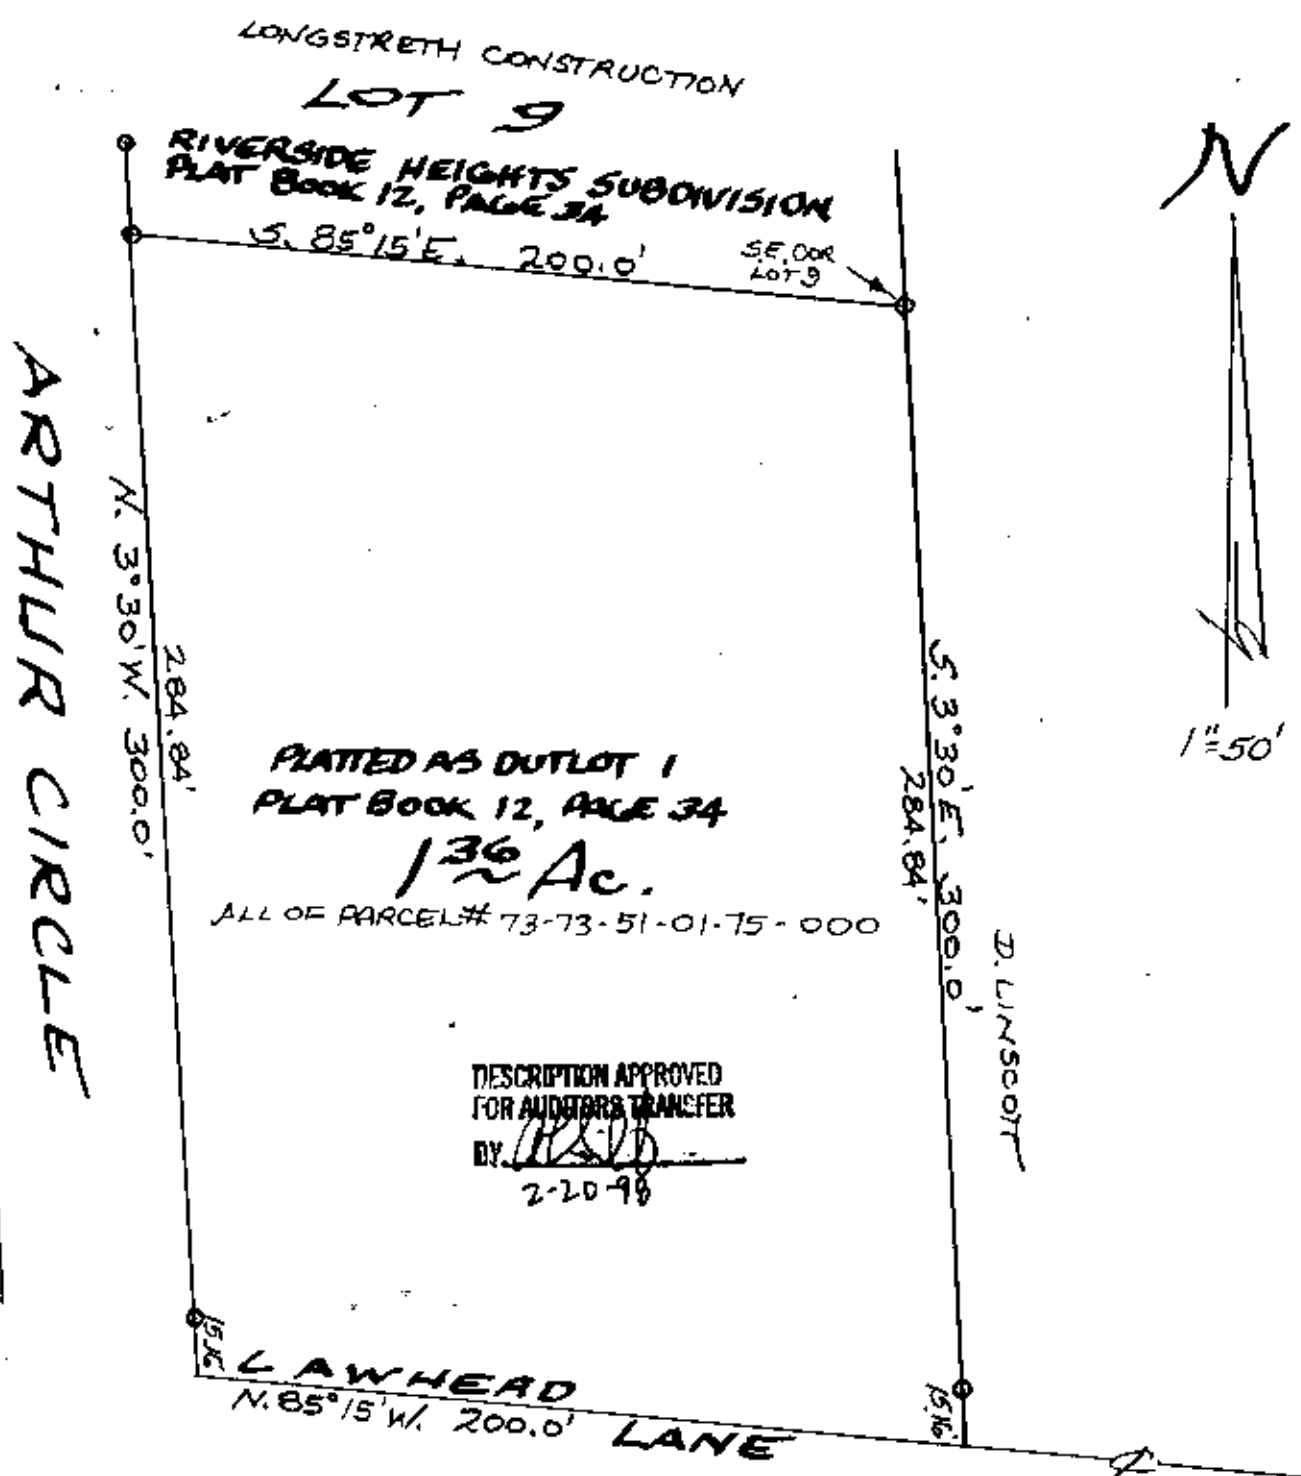 LONGSTRETH CONSTRUCTION
LOT 9
RIVERSIDE HEIGHTS SUBDIVISION
PLAT BOOK 12, PAGE 34
S. 85°15'E. 200.0'
S.E. COR
LOT 9
N
1"=50'
ARTHUR CIRCLE
N. 3°30'W. 300.0'
284.84'
S. 3°30'E. 300.0'
284.84'
D. LINSCOTT
PLATTED AS OUTLOT 1
PLAT BOOK 12, PAGE 34
1 36 Ac.
ALL OF PARCEL# 73-73-51-01-75-000
DESCRIPTION APPROVED
FOR AUDITORS TRANSFER
BY
2-20-98
15.16'
15.16'
LAWHEAD LANE
N. 85°15'W. 200.0'